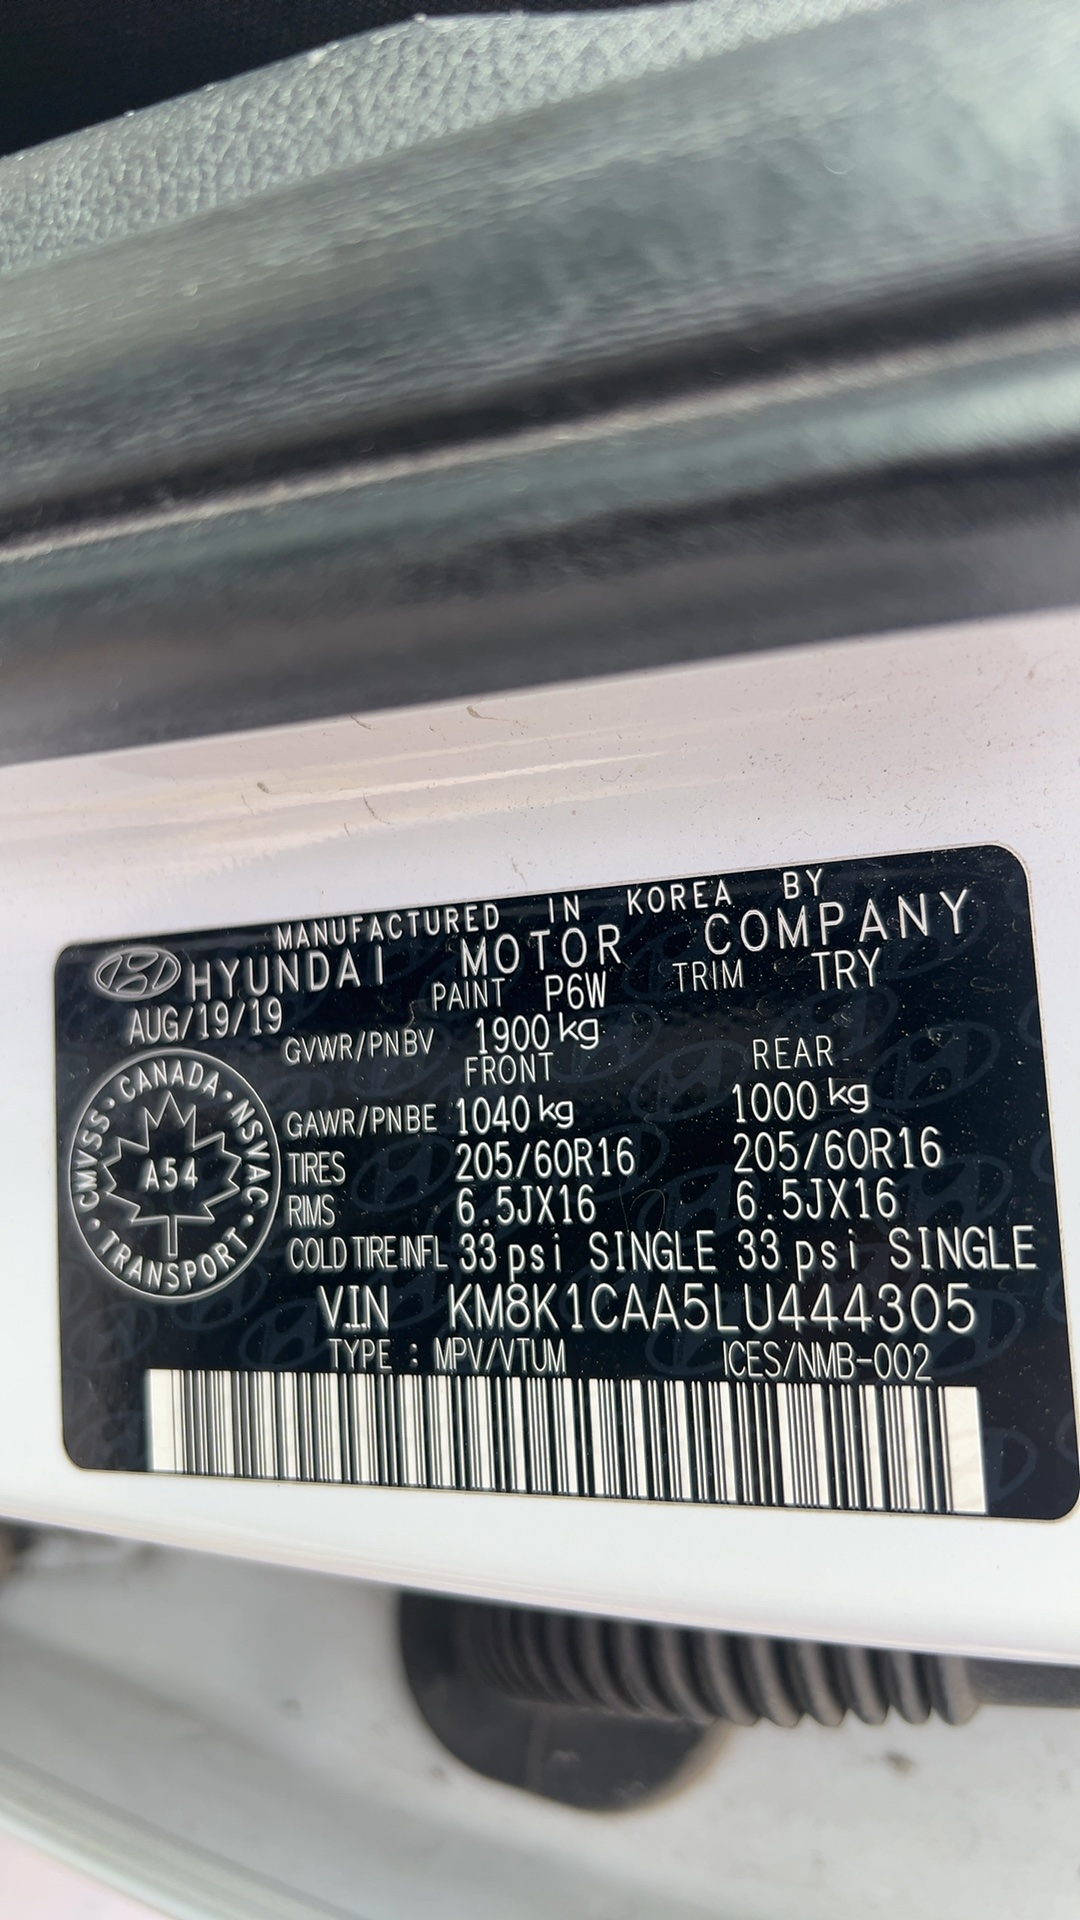 MANUFACTURED IN KOREA BY
HYUNDAI MOTOR COMPANY
AUG/19/19 PAINT P6W TRIM TRY
GVWR/PNBV 1900 kg
FRONT REAR
GAWR/PNBE 1040 kg 1000 kg
TIRES 205/60R16 205/60R16
RIMS 6.5JX16 6.5JX16
COLD TIRE INFL 33 psi SINGLE 33 psi SINGLE
V.I.N KM8K1CAA5LU444305
TYPE : MPV/VTUM ICES/NMB-002
CANADA · NSVAC · TRANSPORT · CMVSS ·
A54